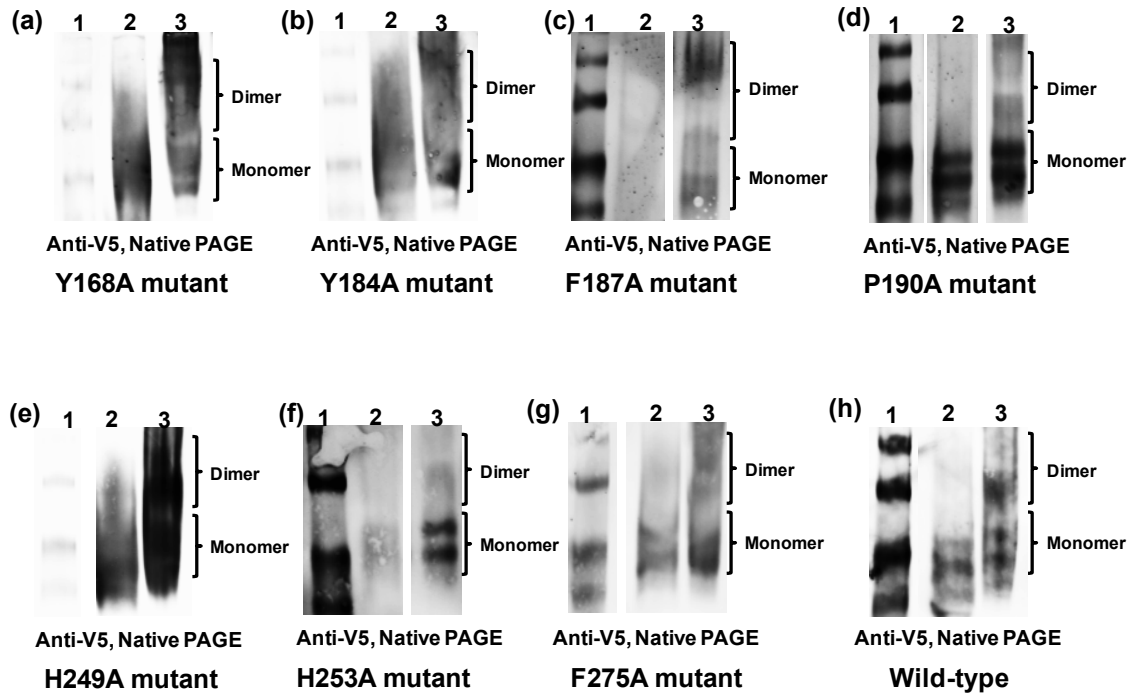 (a) 1 2 3
Dimer
Monomer
Anti-V5, Native PAGE
Y168A mutant
(b) 1 2 3
Dimer
Monomer
Anti-V5, Native PAGE
Y184A mutant
(c) 1 2 3
Dimer
Monomer
Anti-V5, Native PAGE
F187A mutant
(d) 1 2 3
Dimer
Monomer
Anti-V5, Native PAGE
P190A mutant
(e) 1 2 3
Dimer
Monomer
Anti-V5, Native PAGE
H249A mutant
(f) 1 2 3
Dimer
Monomer
Anti-V5, Native PAGE
H253A mutant
(g) 1 2 3
Dimer
Monomer
Anti-V5, Native PAGE
F275A mutant
(h) 1 2 3
Dimer
Monomer
Anti-V5, Native PAGE
Wild-type